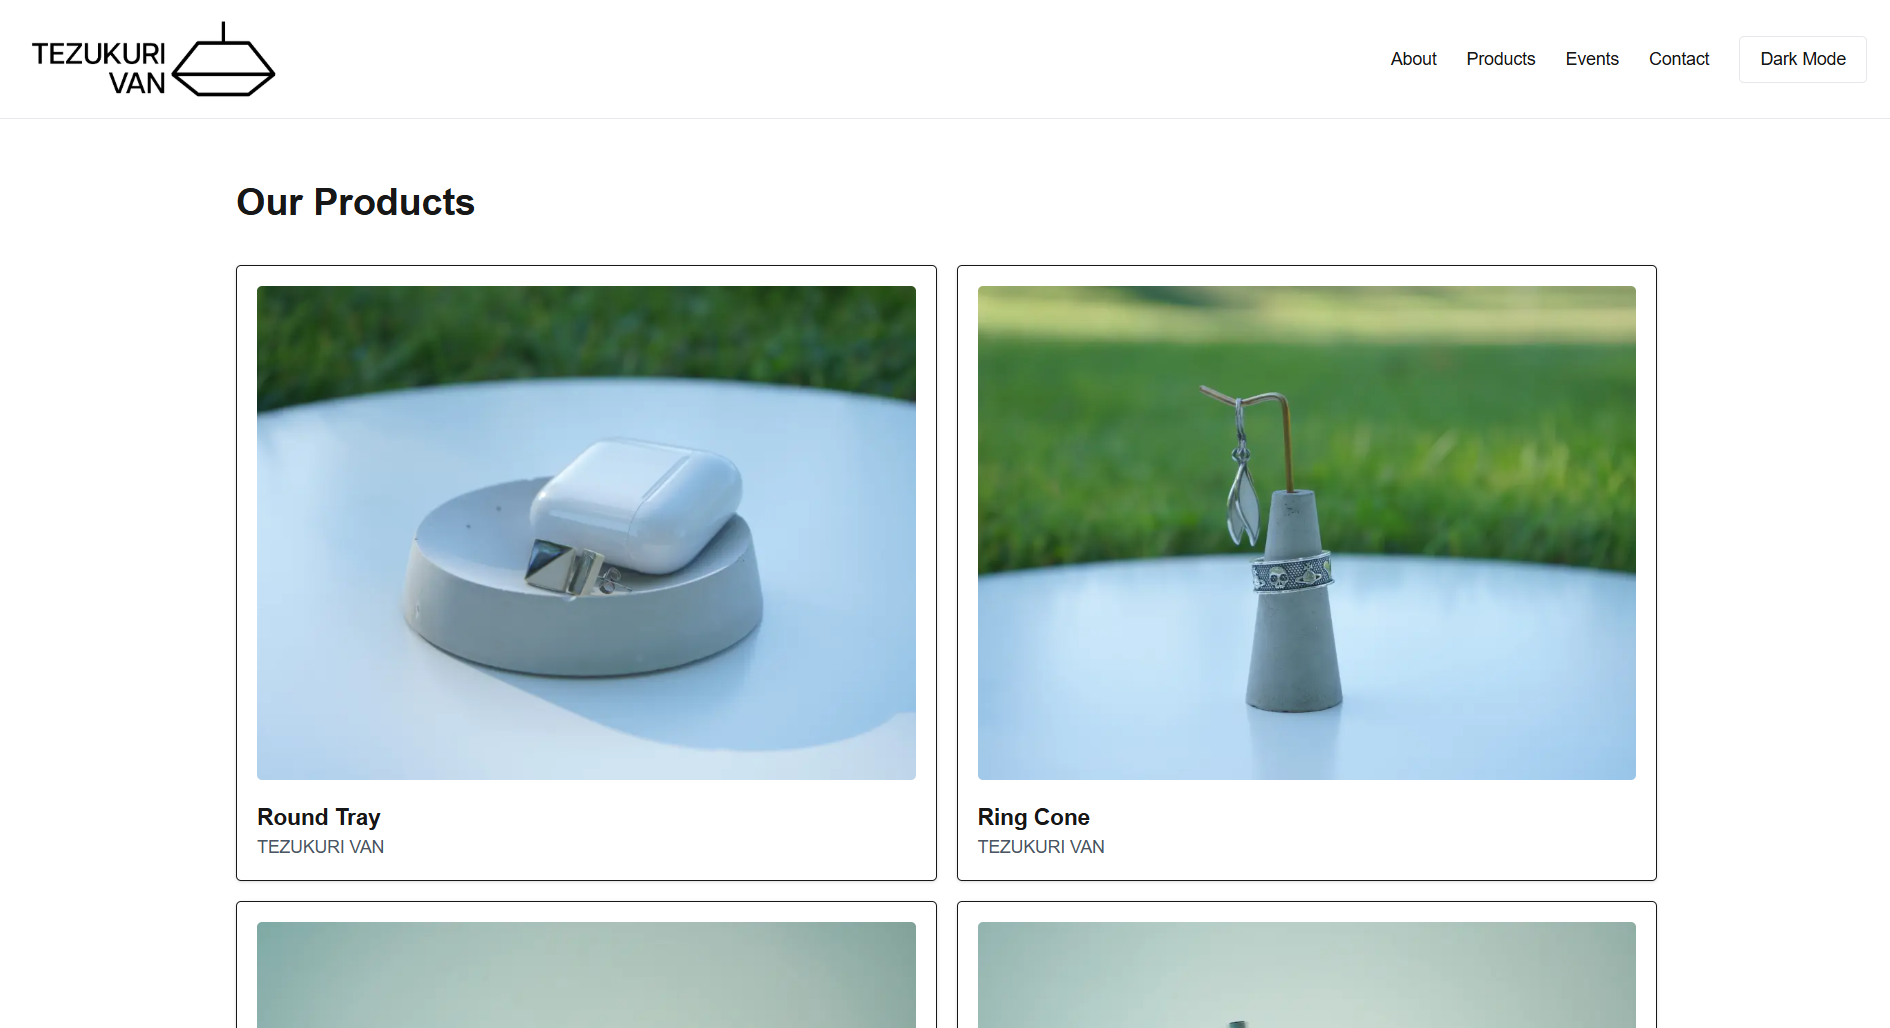 TEZUKURI
VAN
About
Products
Events
Contact
Dark Mode
Our Products
Round Tray
TEZUKURI VAN
Ring Cone
TEZUKURI VAN